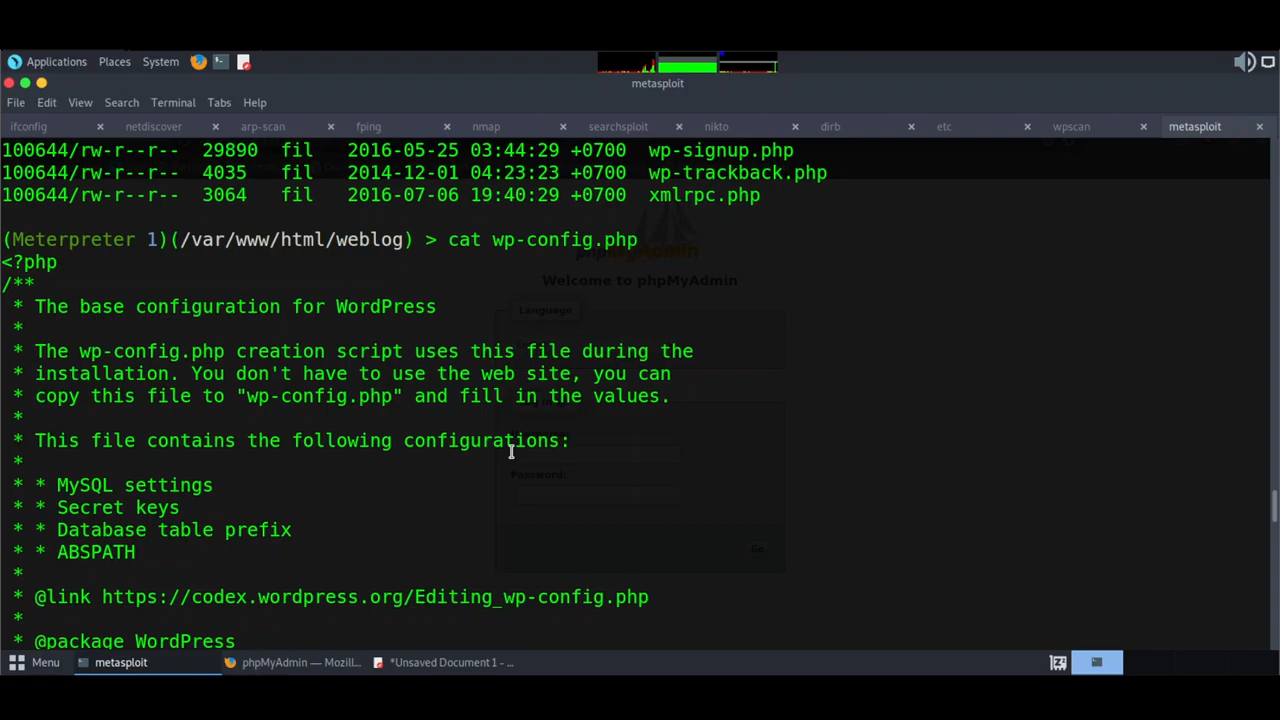 Applications Places System
metasploit
File Edit View Search Terminal Tabs Help
ifconfig × netdiscover × arp-scan × fping × nmap × searchsploit × nikto × dirb × etc × wpscan × metasploit ×
100644/rw-r--r-- 29890 fil 2016-05-25 03:44:29 +0700 wp-signup.php
100644/rw-r--r-- 4035 fil 2014-12-01 04:23:23 +0700 wp-trackback.php
100644/rw-r--r-- 3064 fil 2016-07-06 19:40:29 +0700 xmlrpc.php
(Meterpreter 1)(/var/www/html/weblog) > cat wp-config.php
<?php
phpMyAdmin
Welcome to phpMyAdmin
/**
 * The base configuration for WordPress
Language
 *
 * The wp-config.php creation script uses this file during the
 * installation. You don't have to use the web site, you can
 * copy this file to "wp-config.php" and fill in the values.
 *
 * This file contains the following configurations:
 *
Password:
 * * MySQL settings
 * * Secret keys
 * * Database table prefix
 * * ABSPATH
Go
 *
 * @link https://codex.wordpress.org/Editing_wp-config.php
 *
 * @package WordPress
Menu metasploit phpMyAdmin — Mozill... *Unsaved Document 1 - ...